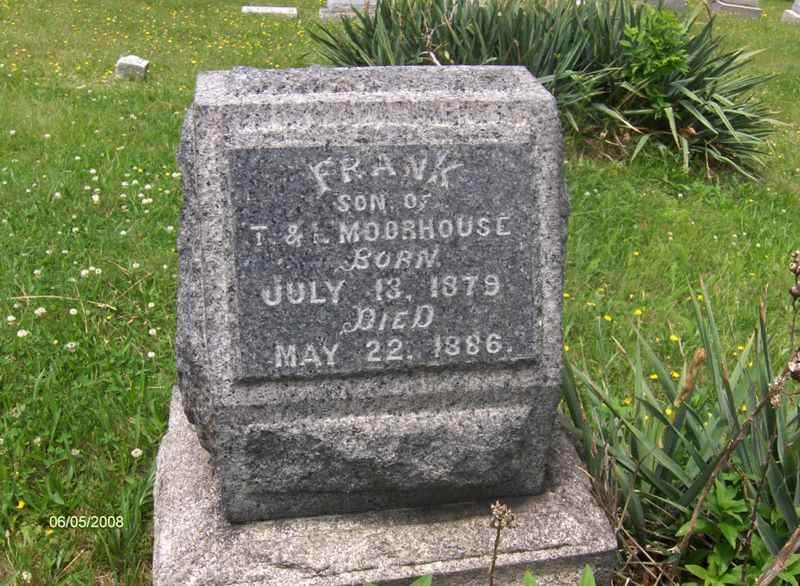 FRANK
SON OF
T. & L. MOORHOUSE
BORN
JULY 13, 1879
DIED
MAY 22, 1886.
06/05/2008